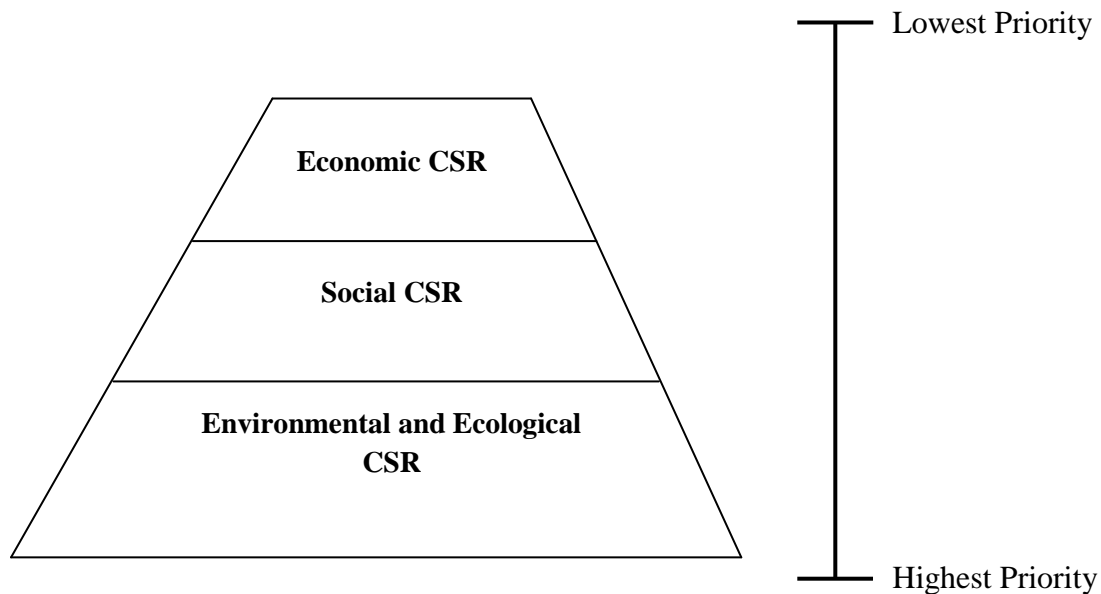 Lowest Priority
Economic CSR
Social CSR
Environmental and Ecological
CSR
Highest Priority